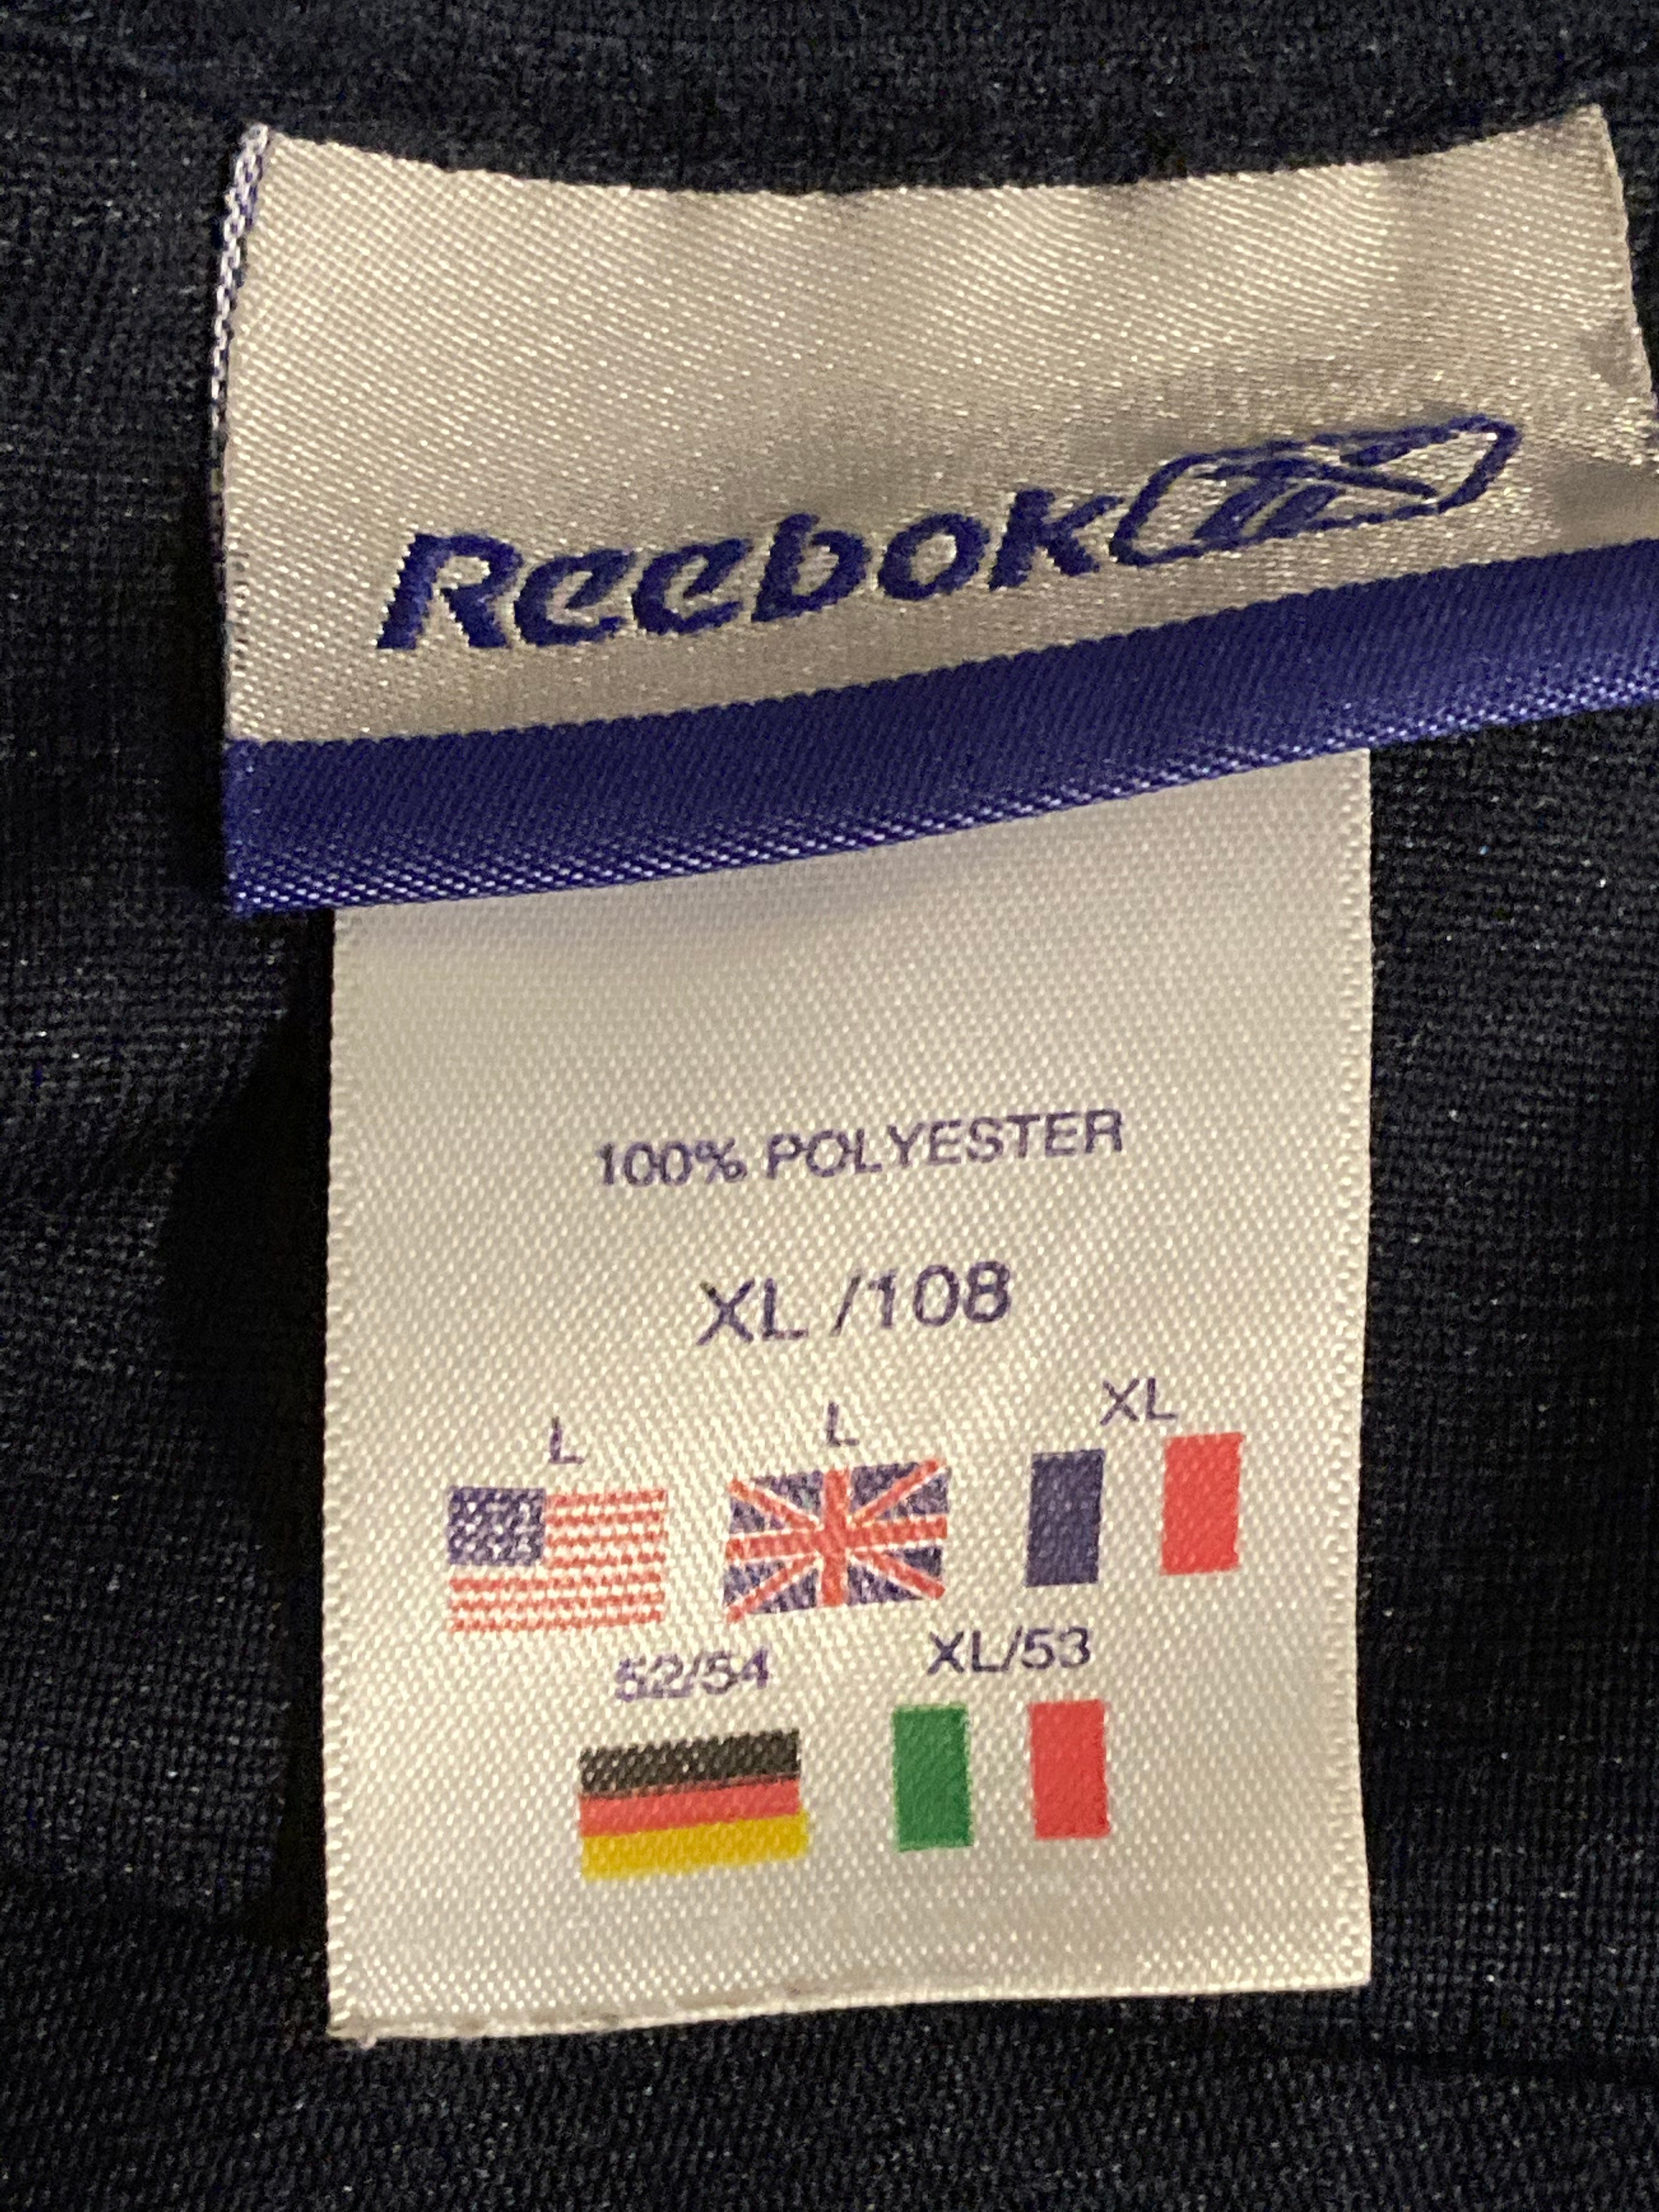 Reebok
100% POLYESTER
XL /108
L L XL
52/54 XL/53